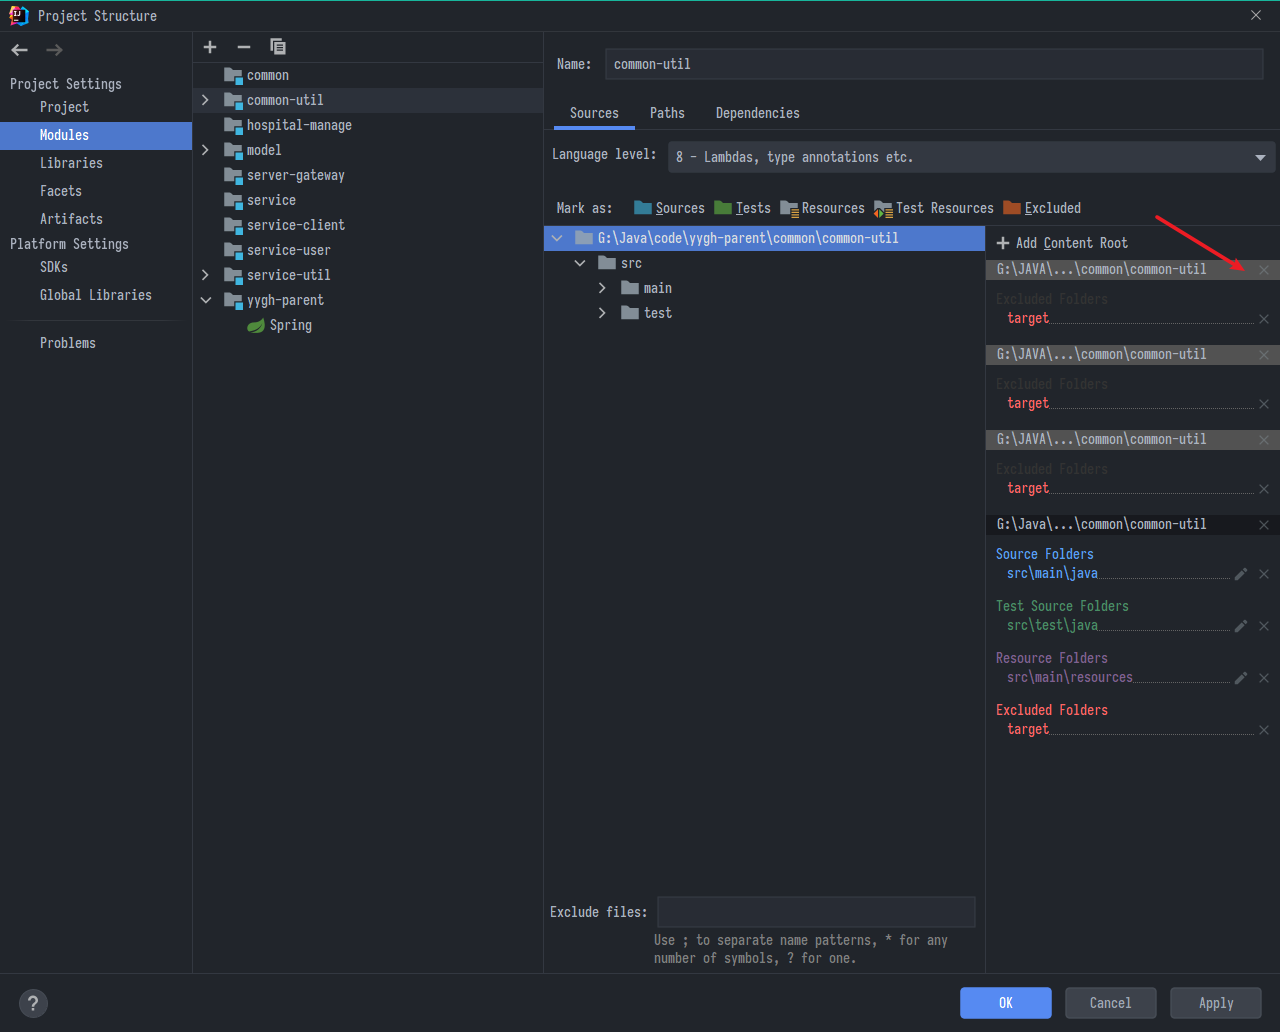 Project Structure
Project Settings
Project
Modules
Libraries
Facets
Artifacts
Platform Settings
SDKs
Global Libraries
Problems
common
common-util
hospital-manage
model
server-gateway
service
service-client
service-user
service-util
yygh-parent
Spring
Name: common-util
Sources Paths Dependencies
Language level: 8 - Lambdas, type annotations etc.
Mark as: Sources Tests Resources Test Resources Excluded
G:\Java\code\yygh-parent\common\common-util
src
main
test
Exclude files:
Use ; to separate name patterns, * for any
number of symbols, ? for one.
Add Content Root
G:\JAVA\...\common\common-util
Excluded Folders
target
G:\JAVA\...\common\common-util
Excluded Folders
target
G:\JAVA\...\common\common-util
Excluded Folders
target
G:\Java\...\common\common-util
Source Folders
src\main\java
Test Source Folders
src\test\java
Resource Folders
src\main\resources
Excluded Folders
target
?
OK Cancel Apply